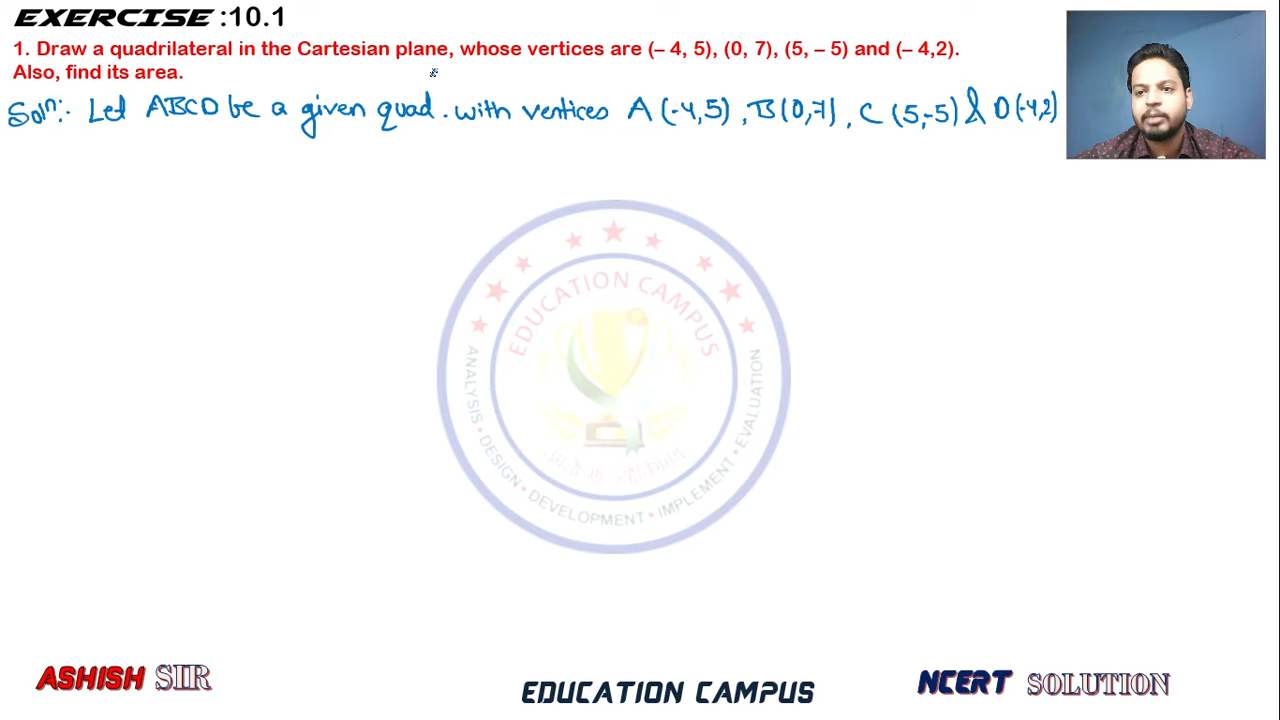 EXERCISE :10.1
1. Draw a quadrilateral in the Cartesian plane, whose vertices are (– 4, 5), (0, 7), (5, – 5) and (– 4,2).
Also, find its area.
Solⁿ:- Let ABCD be a given quad. with vertices A (-4,5), B(0,7), C (5,-5) & D (-4,2)
EDUCATION CAMPUS
ANALYSIS • DESIGN • DEVELOPMENT • IMPLEMENT • EVALUATION
ASHISH SIR
EDUCATION CAMPUS
NCERT SOLUTION